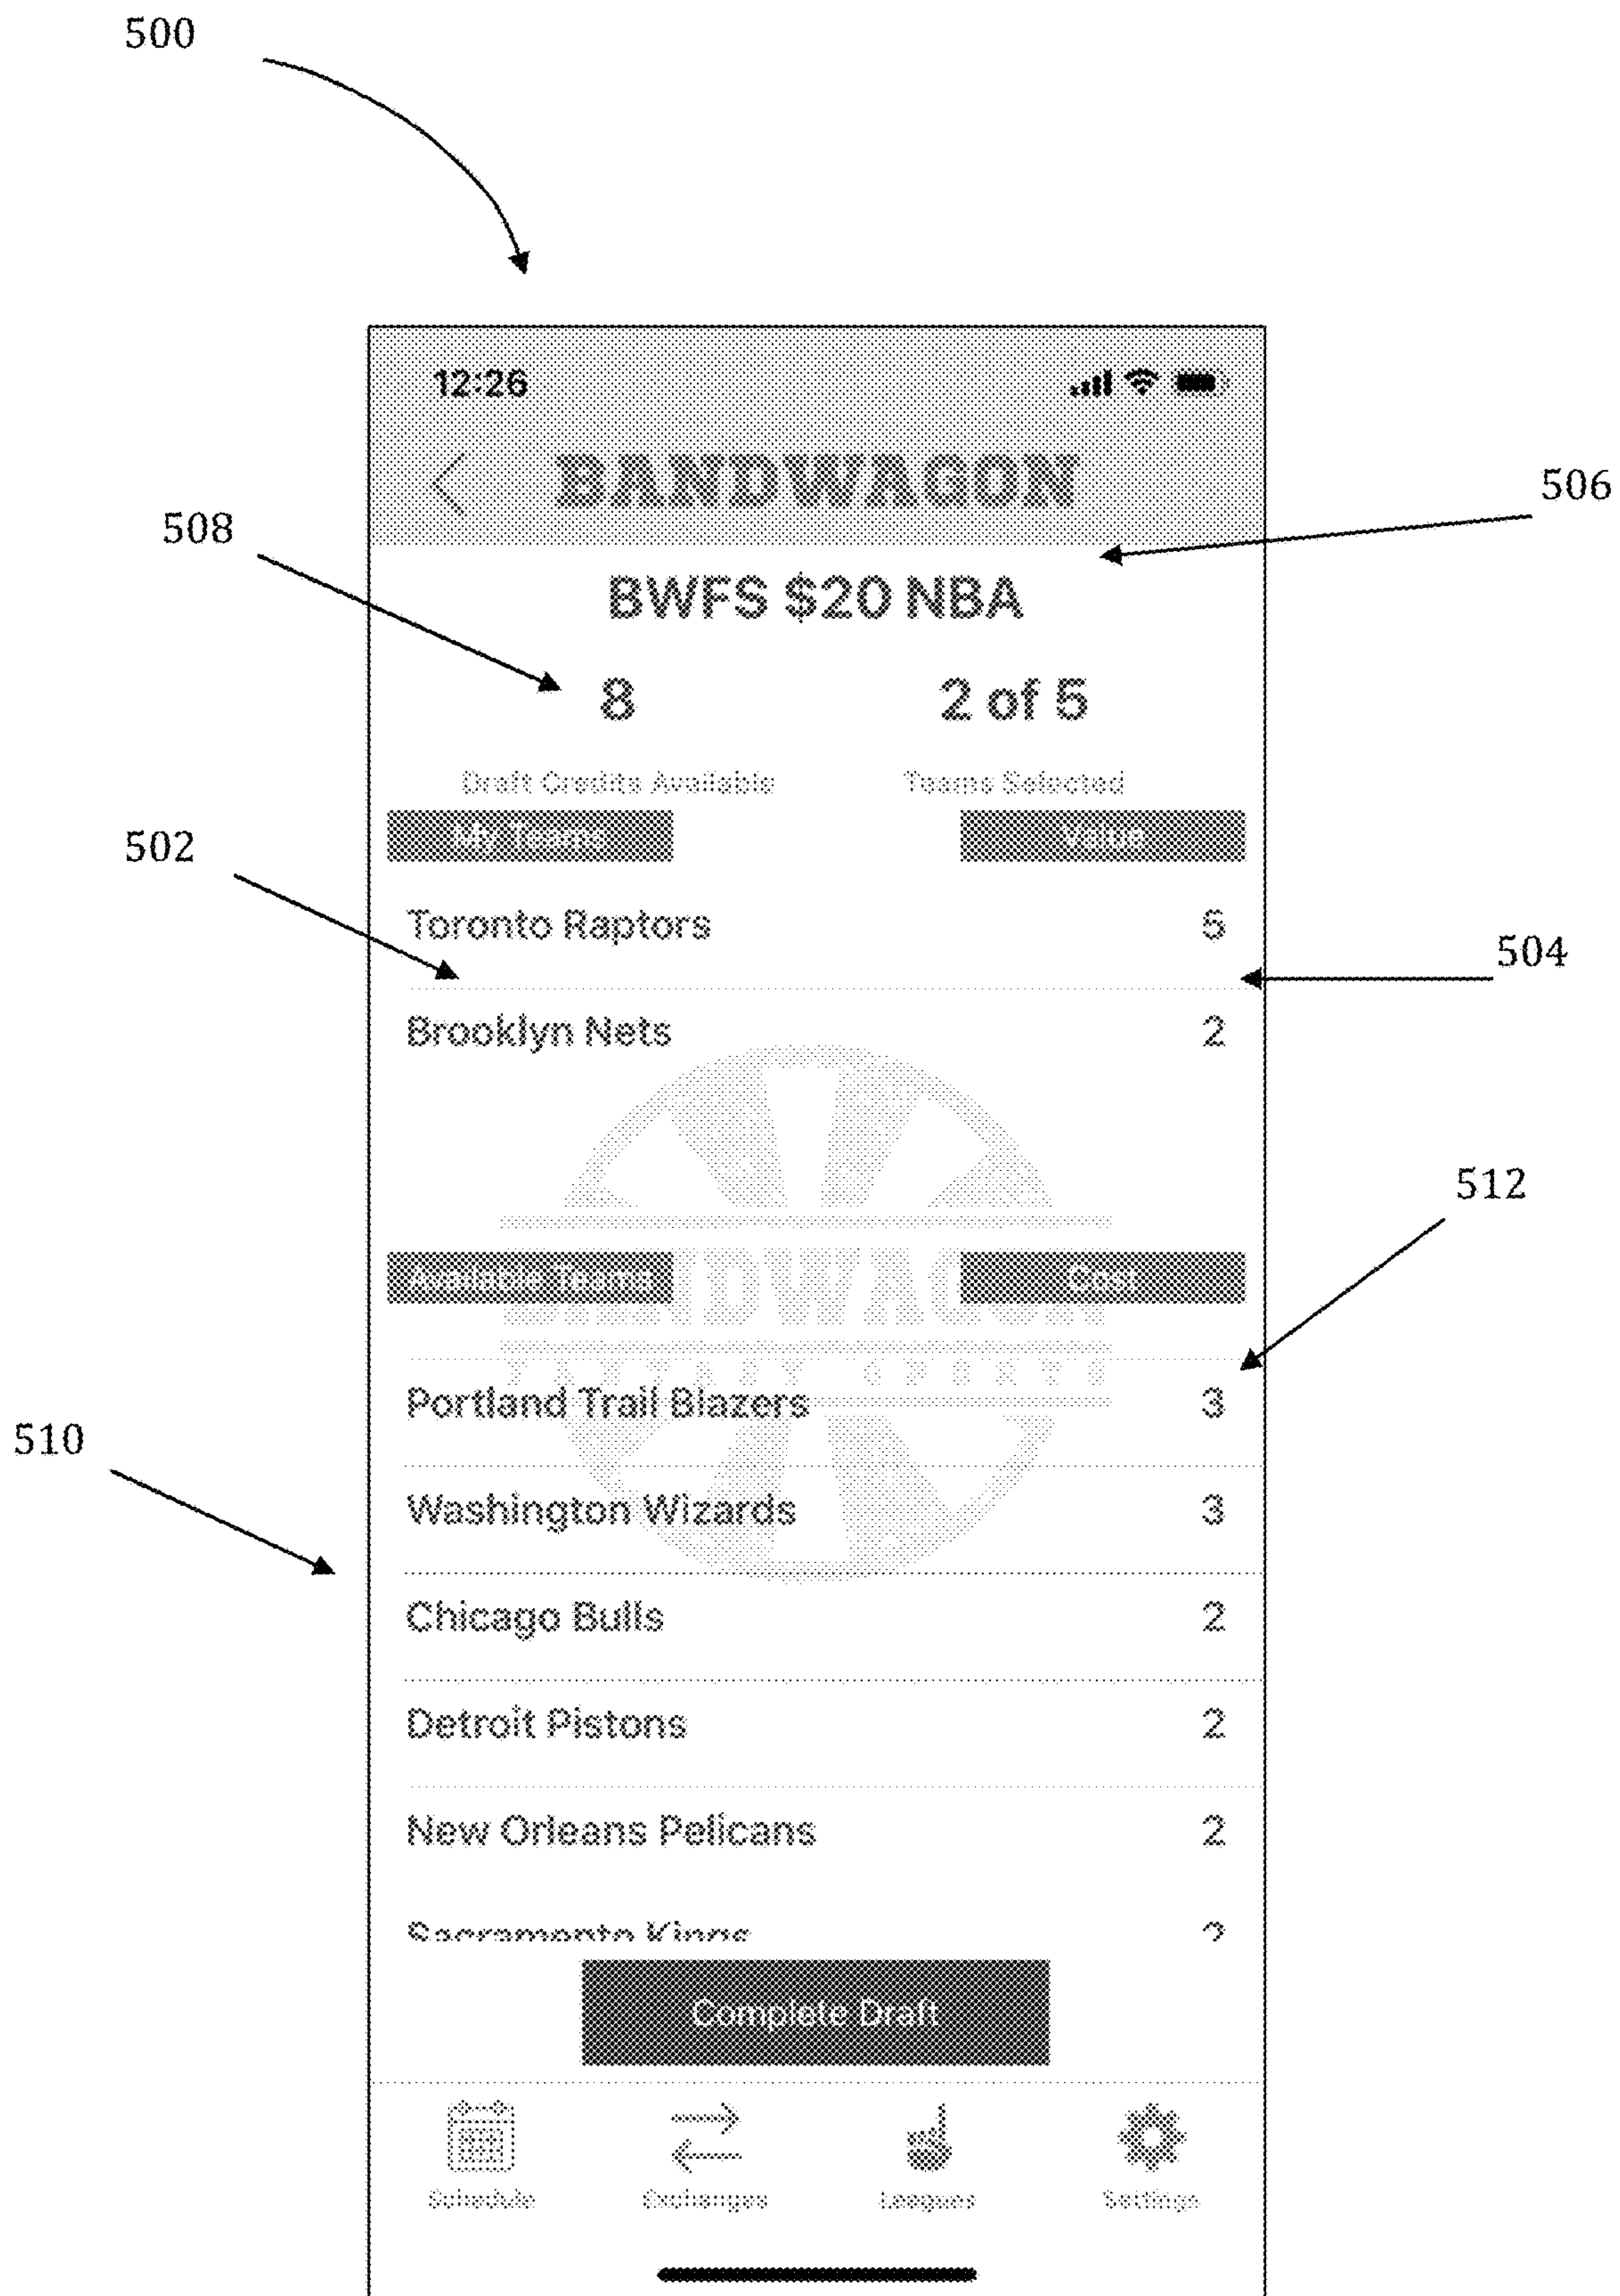 500
12:26
BANDWAGON
506
508
BWFS $20 NBA
8 2 of 5
Draft Credits Available Teams Selected
My Teams Value
502
Toronto Raptors 5
504
Brooklyn Nets 2
512
Available Teams Cost
Portland Trail Blazers 3
510
Washington Wizards 3
Chicago Bulls 2
Detroit Pistons 2
New Orleans Pelicans 2
Sacramento Kings 2
Complete Draft
Schedule Exchanges Leagues Settings